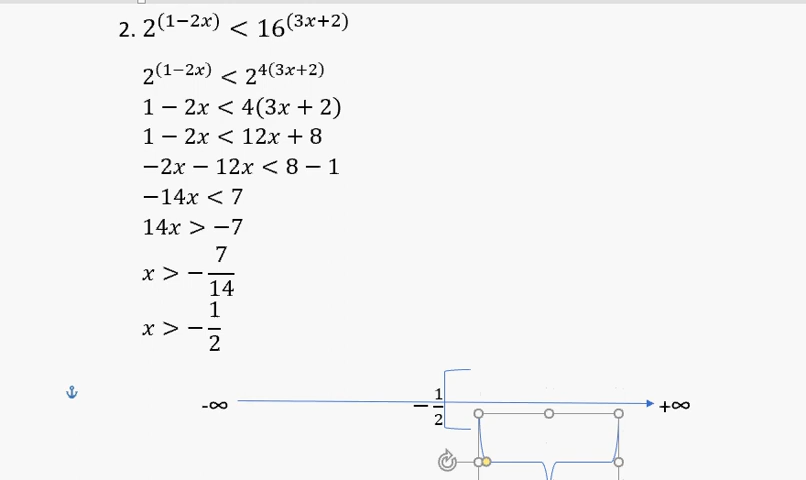 2. 2^(1−2x) < 16^(3x+2)
2^(1−2x) < 2^4(3x+2)
1 − 2x < 4(3x + 2)
1 − 2x < 12x + 8
−2x − 12x < 8 − 1
−14x < 7
14x > −7
x > −7/14
x > −1/2
-∞ −1/2 +∞